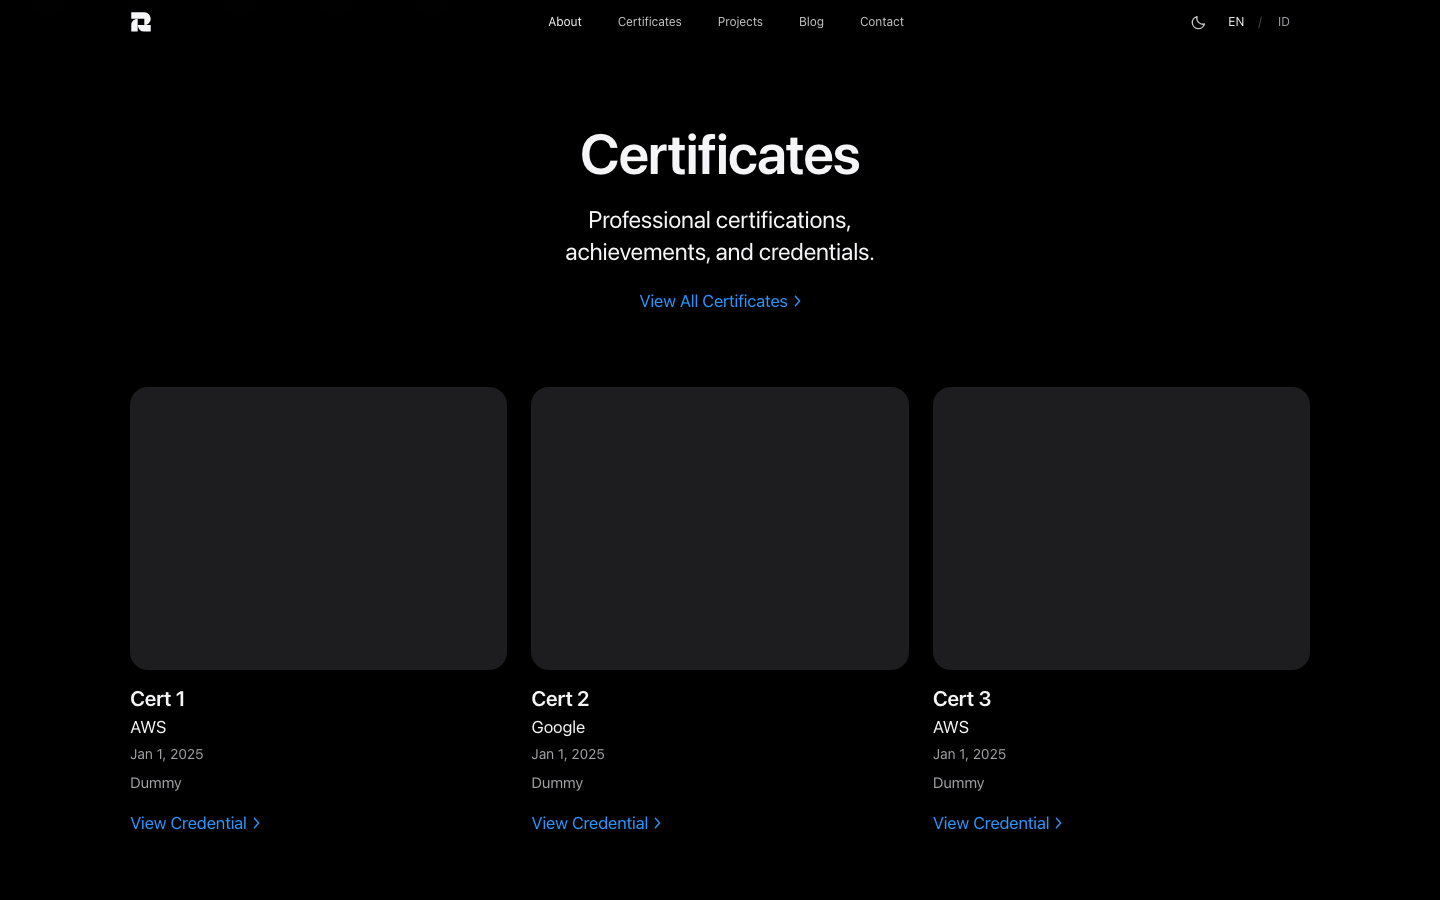 About
Certificates
Projects
Blog
Contact
EN / ID
Certificates
Professional certifications,
achievements, and credentials.
View All Certificates
Cert 1
AWS
Jan 1, 2025
Dummy
View Credential
Cert 2
Google
Jan 1, 2025
Dummy
View Credential
Cert 3
AWS
Jan 1, 2025
Dummy
View Credential